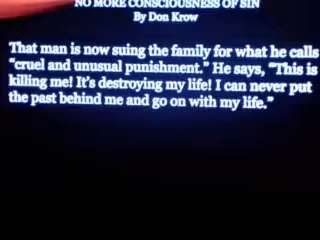 NO MORE CONSCIOUSNESS OF SIN
By Don Krow
That man is now suing the family for what he calls
“cruel and unusual punishment.” He says, “This is
killing me! It’s destroying my life! I can never put
the past behind me and go on with my life.”